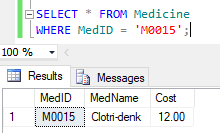 SELECT * FROM Medicine
WHERE MedID = 'M0015';
100 %
Results Messages
MedID MedName Cost
1 M0015 Clotri-denk 12.00